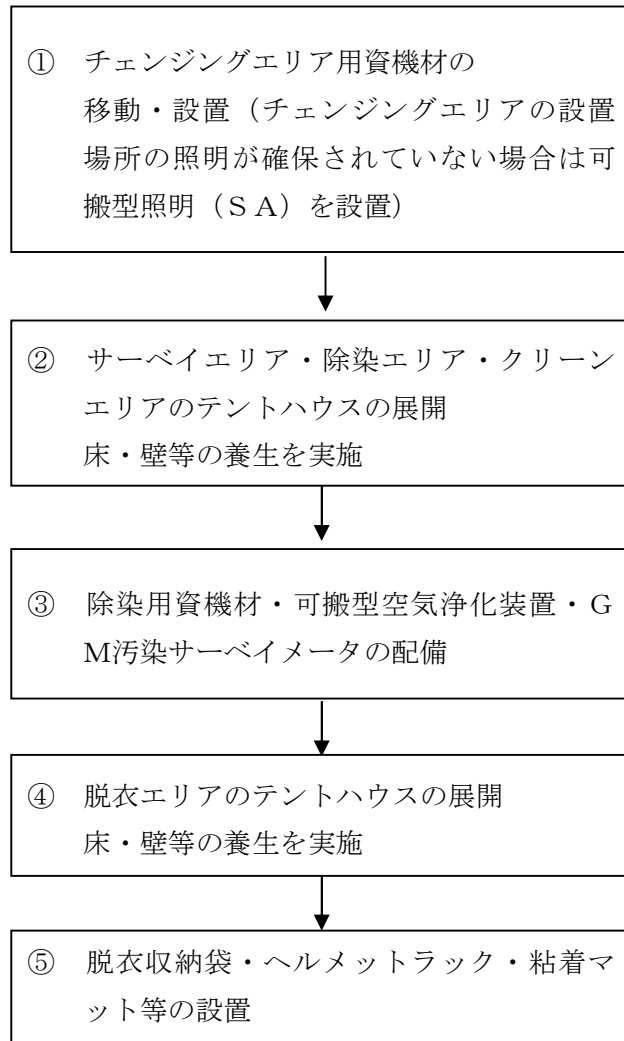 ① チェンジングエリア用資機材の
移動・設置（チェンジングエリアの設置
場所の照明が確保されていない場合は可
搬型照明（ＳＡ）を設置）
② サーベイエリア・除染エリア・クリーン
エリアのテントハウスの展開
床・壁等の養生を実施
③ 除染用資機材・可搬型空気浄化装置・Ｇ
Ｍ汚染サーベイメータの配備
④ 脱衣エリアのテントハウスの展開
床・壁等の養生を実施
⑤ 脱衣収納袋・ヘルメットラック・粘着マ
ット等の設置